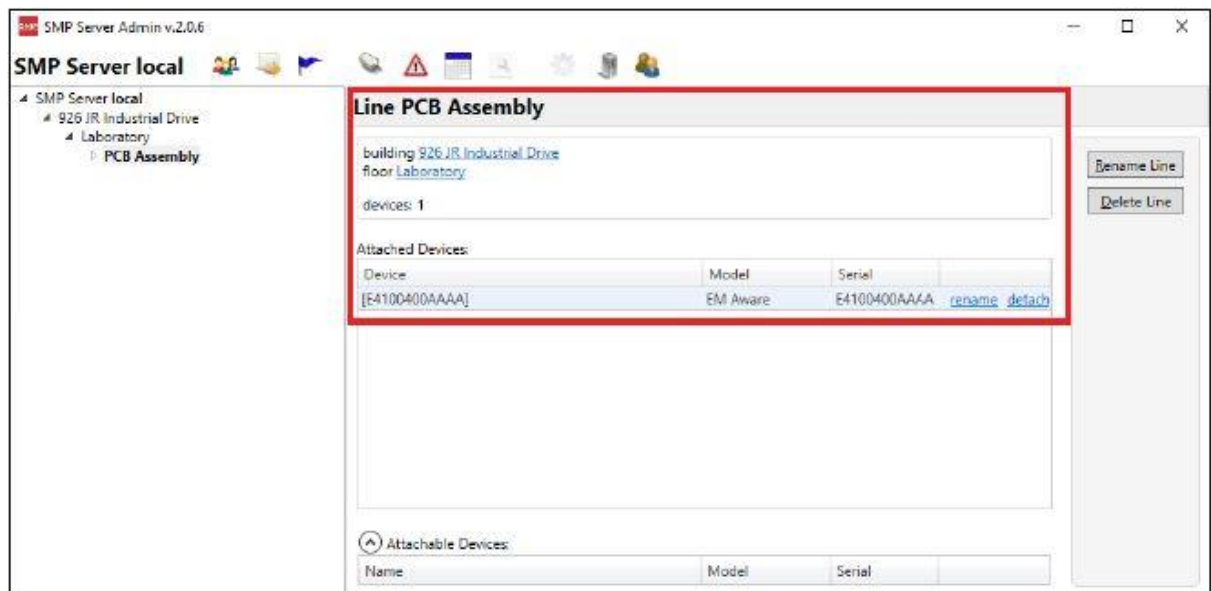 SMP Server Admin v.2.0.6
SMP Server local
SMP Server local
926 JR Industrial Drive
Laboratory
PCB Assembly
Line PCB Assembly
building 926 JR Industrial Drive
floor Laboratory
devices: 1
Rename Line
Delete Line
Attached Devices:
Device Model Serial
[E4100400AAAA] EM Aware E4100400AAAA rename detach
Attachable Devices:
Name Model Serial